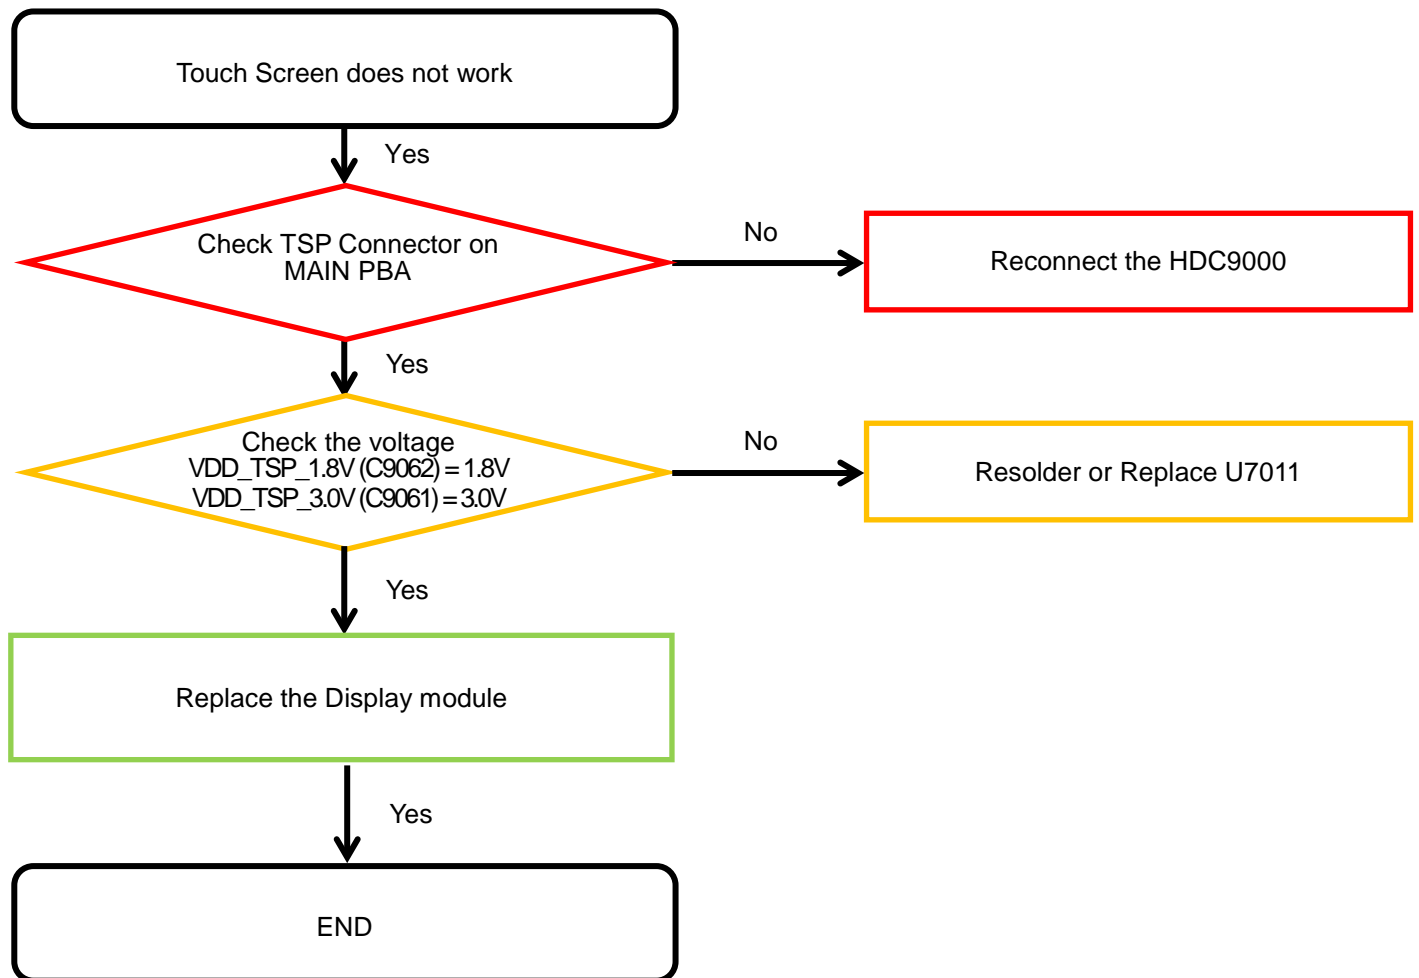 Touch Screen does not work
Yes
Check TSP Connector on
MAIN PBA
No
Reconnect the HDC9000
Yes
Check the voltage
VDD_TSP_1.8V (C9062) = 1.8V
VDD_TSP_3.0V (C9061) = 3.0V
No
Resolder or Replace U7011
Yes
Replace the Display module
Yes
END